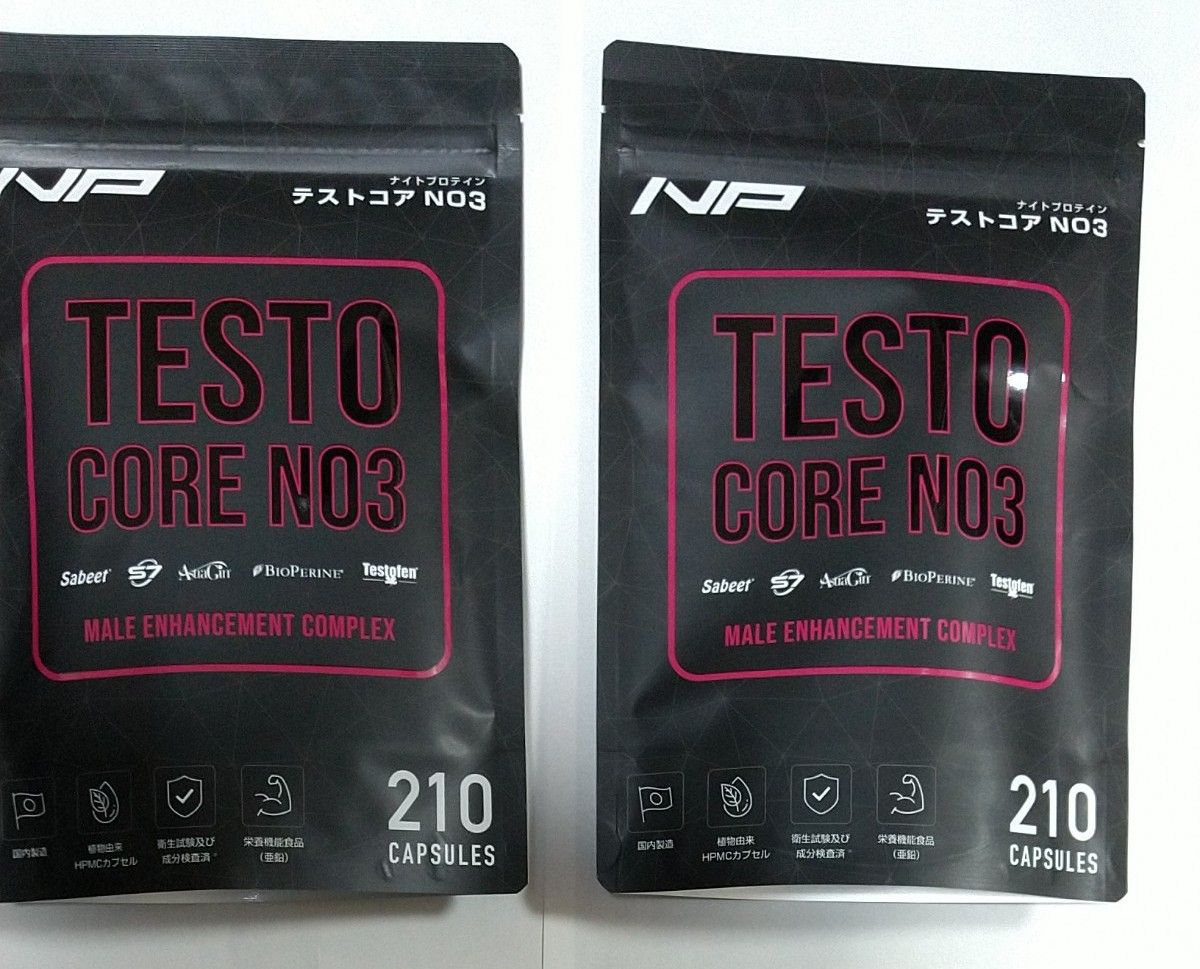 NP
ナイトプロテイン
テストコア NO3
TESTO
CORE NO3
Sabeet S7 AstraGin BIOPERINE Testofen
MALE ENHANCEMENT COMPLEX
国内製造
植物由来
HPMCカプセル
衛生試験及び
成分検査済
栄養機能食品
(亜鉛)
210
CAPSULES
NP
ナイトプロテイン
テストコア NO3
TESTO
CORE NO3
Sabeet S7 AstraGin BIOPERINE Testofen
MALE ENHANCEMENT COMPLEX
国内製造
植物由来
HPMCカプセル
衛生試験及び
成分検査済
栄養機能食品
(亜鉛)
210
CAPSULES